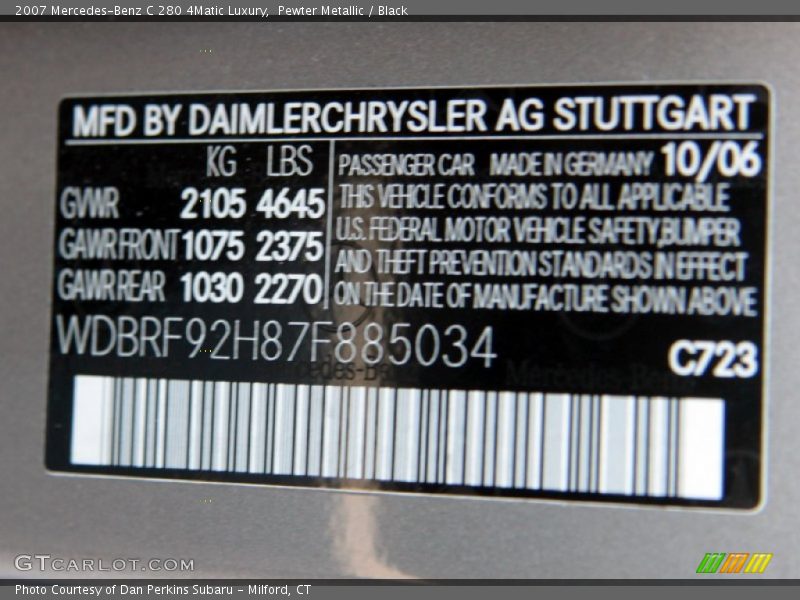 2007 Mercedes-Benz C 280 4Matic Luxury,  Pewter Metallic / Black
MFD BY DAIMLERCHRYSLER AG STUTTGART
KG LBS
GVWR 2105 4645
GAWR FRONT 1075 2375
GAWR REAR 1030 2270
PASSENGER CAR MADE IN GERMANY 10/06
THIS VEHICLE CONFORMS TO ALL APPLICABLE
U.S. FEDERAL MOTOR VEHICLE SAFETY,BUMPER
AND THEFT PREVENTION STANDARDS IN EFFECT
ON THE DATE OF MANUFACTURE SHOWN ABOVE
WDBRF92H87F885034
C723
GTCARLOT.COM
Photo Courtesy of Dan Perkins Subaru - Milford, CT